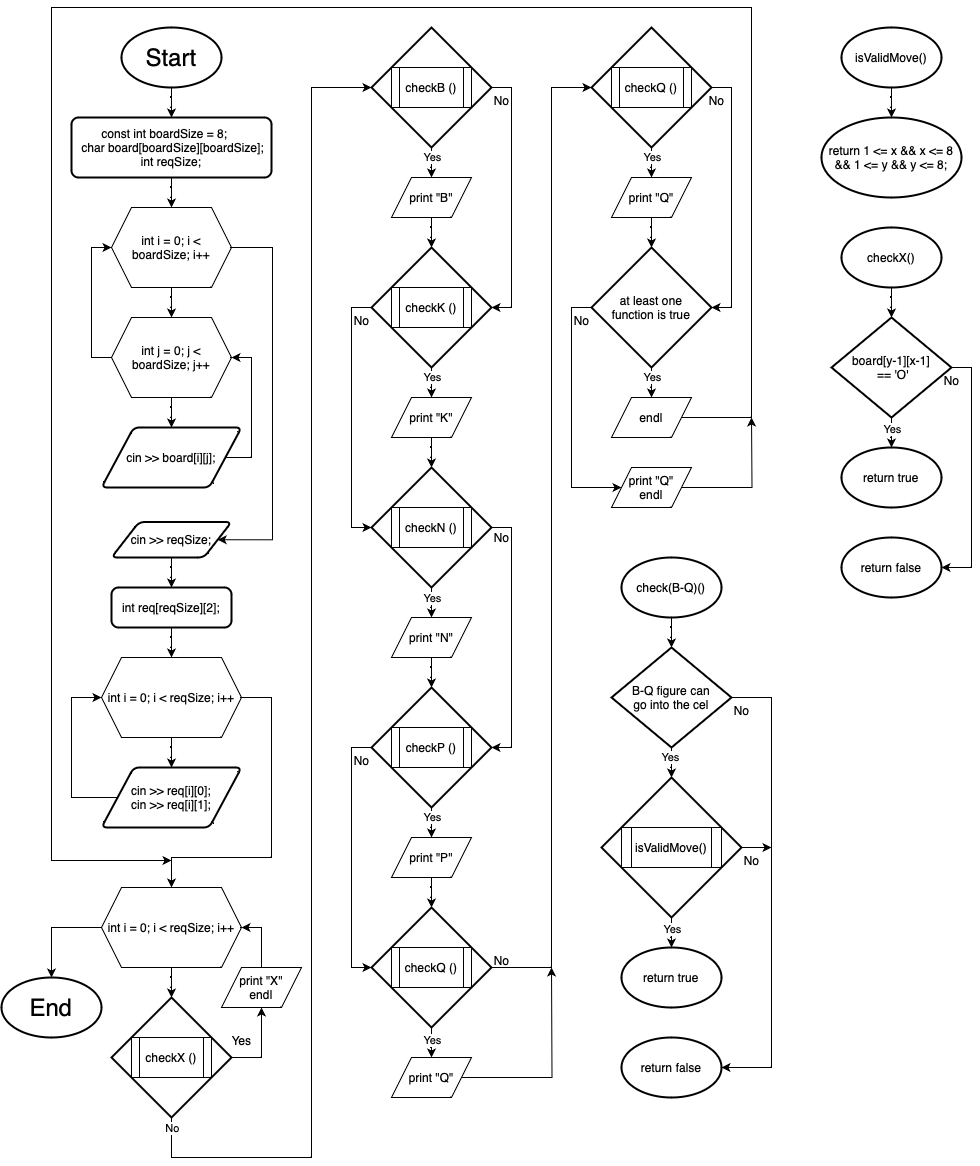 Start
const int boardSize = 8;
char board[boardSize][boardSize];
int reqSize;
int i = 0; i <
boardSize; i++
int j = 0; j <
boardSize; j++
cin >> board[i][j];
cin >> reqSize;
int req[reqSize][2];
int i = 0; i < reqSize; i++
cin >> req[i][0];
cin >> req[i][1];
int i = 0; i < reqSize; i++
End
print "X"
endl
Yes
checkX ()
No
checkB ()
No
Yes
print "B"
checkK ()
No
Yes
print "K"
checkN ()
No
Yes
print "N"
checkP ()
No
Yes
print "P"
checkQ ()
No
Yes
print "Q"
checkQ ()
No
Yes
print "Q"
at least one
function is true
No
Yes
endl
print "Q"
endl
check(B-Q)()
B-Q figure can
go into the cel
No
Yes
isValidMove()
No
Yes
return true
return false
isValidMove()
return 1 <= x && x <= 8
&& 1 <= y && y <= 8;
checkX()
board[y-1][x-1]
== 'O'
No
Yes
return true
return false